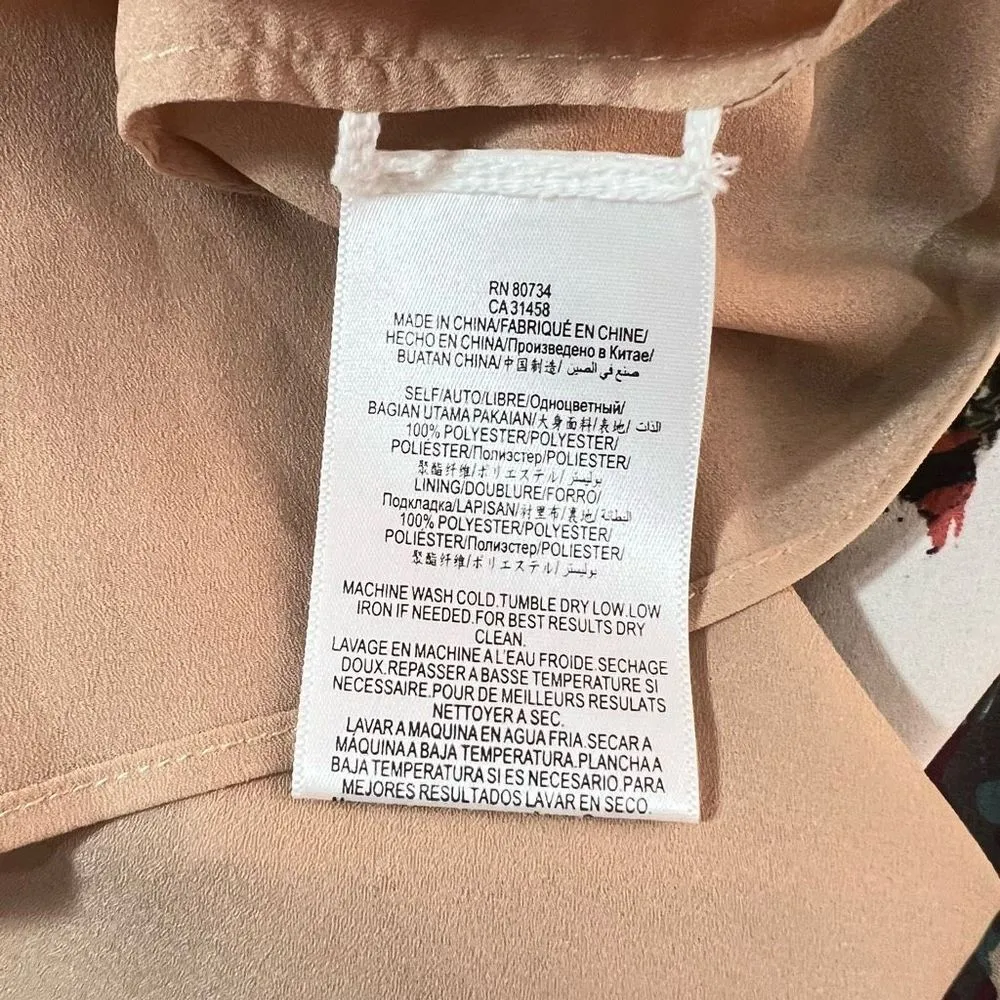 RN 80734
CA 31458
MADE IN CHINA/FABRIQUÉ EN CHINE/
HECHO EN CHINA/Произведено в Китае/
BUATAN CHINA/中国制造/ صنع في الصين
SELF/AUTO/LIBRE/Одноцветный/
BAGIAN UTAMA PAKAIAN/大身面料/表地/ الذات
100% POLYESTER/POLYESTER/
POLIÉSTER/Полиэстер/POLIESTER/
聚酯纤维/ポリエステル/ بوليستر
LINING/DOUBLURE/FORRO/
Подкладка/LAPISAN/衬里布/裏地/ البطانة
100% POLYESTER/POLYESTER/
POLIÉSTER/Полиэстер/POLIESTER/
聚酯纤维/ポリエステル/ بوليستر
MACHINE WASH COLD.TUMBLE DRY LOW.LOW
IRON IF NEEDED.FOR BEST RESULTS DRY
CLEAN.
LAVAGE EN MACHINE A L'EAU FROIDE.SECHAGE
DOUX.REPASSER A BASSE TEMPERATURE SI
NECESSAIRE.POUR DE MEILLEURS RESULATS
NETTOYER A SEC.
LAVAR A MAQUINA EN AGUA FRIA.SECAR A
MÁQUINA A BAJA TEMPERATURA.PLANCHA A
BAJA TEMPERATURA SI ES NECESARIO.PARA
MEJORES RESULTADOS LAVAR EN SECO.